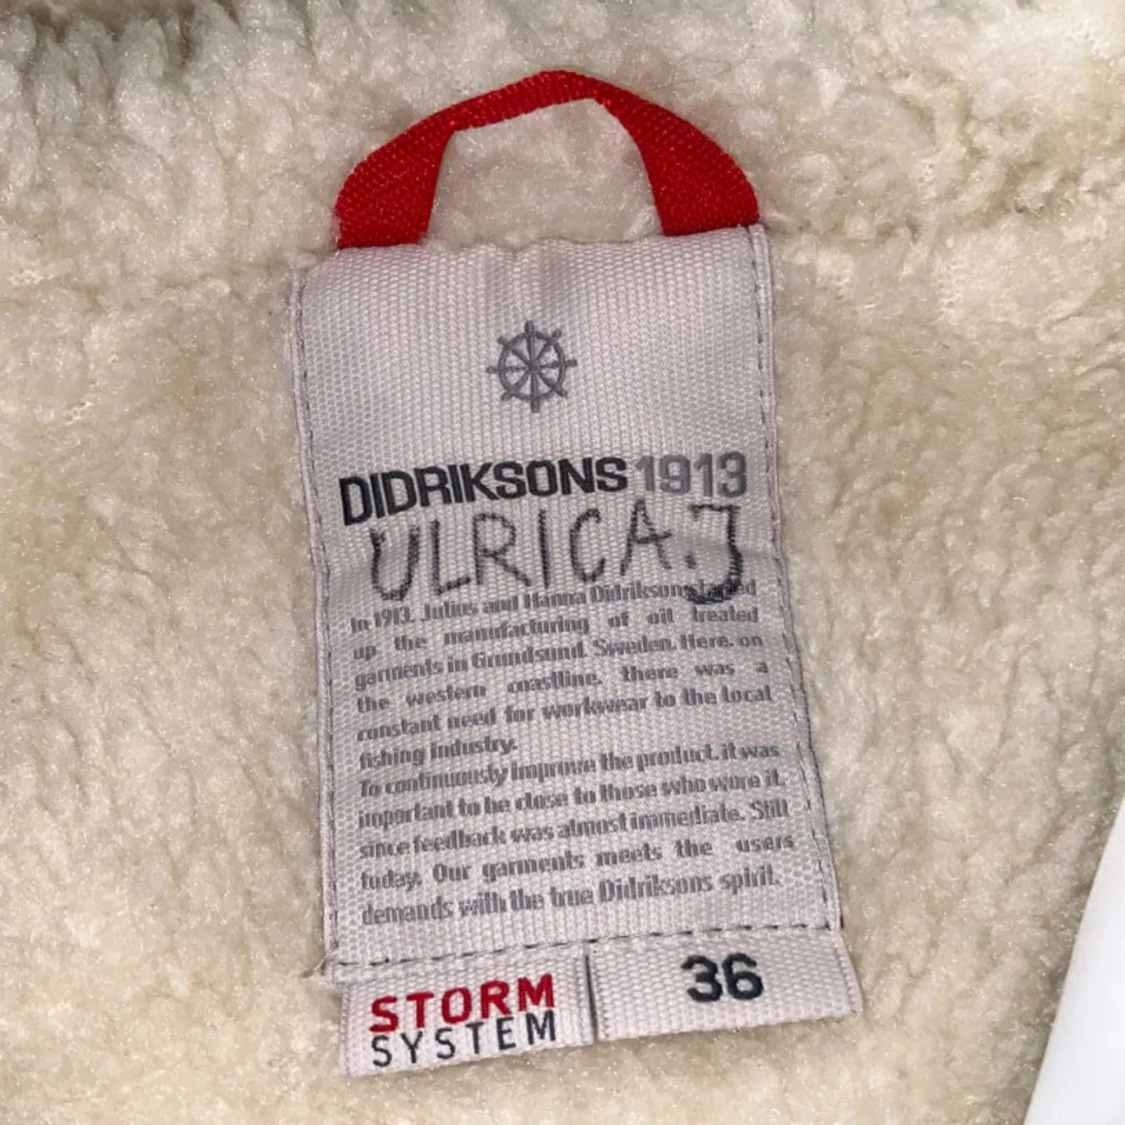 DIDRIKSONS 1913
ULRICA.J
In 1913. Julius and Hanna Didriksons started
up the manufacturing of oil treated
garments in Grundsund. Sweden. Here. on
the western coastline. there was a
constant need for workwear to the local
fishing industry.
To continuously improve the product. it was
important to be close to those who wore it.
since feedback was almost immediate. Still
today. Our garments meets the users
demands with the true Didriksons spirit.
STORM
SYSTEM
36